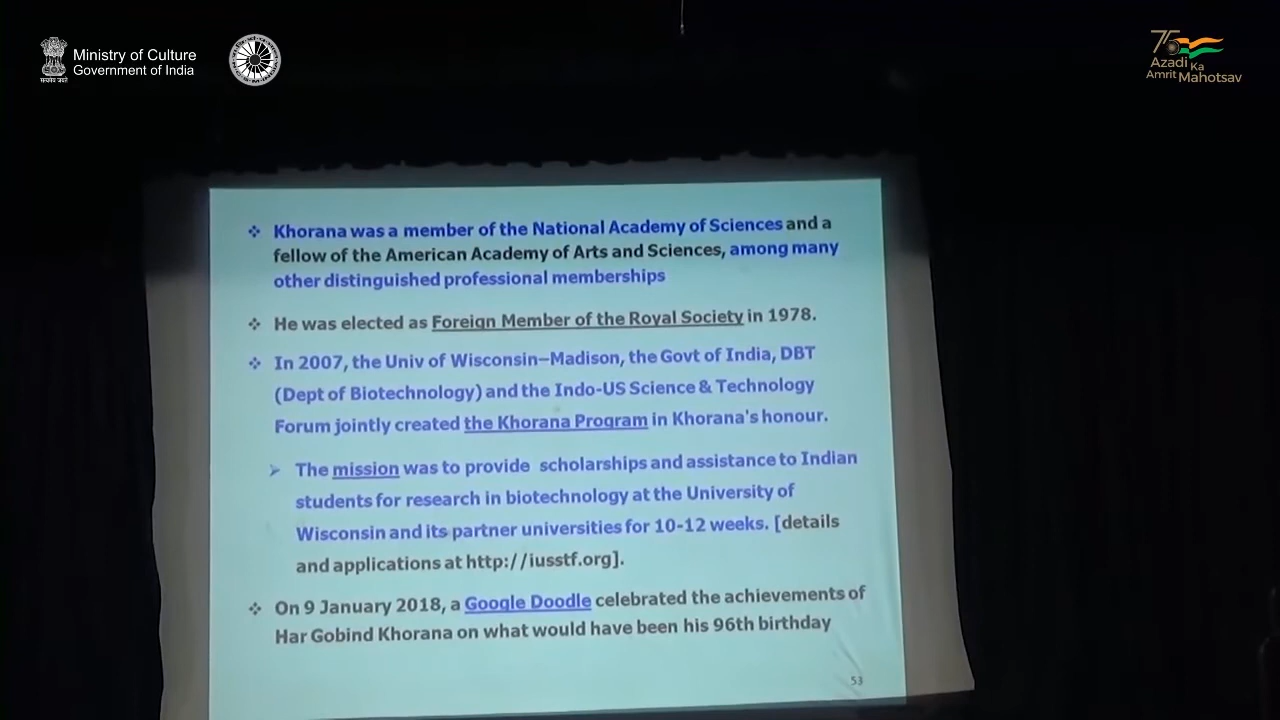 Ministry of Culture
Government of India
सत्यमेव जयते
75
Azadi Ka
Amrit Mahotsav
❖ Khorana was a member of the National Academy of Sciences and a
fellow of the American Academy of Arts and Sciences, among many
other distinguished professional memberships
❖ He was elected as Foreign Member of the Royal Society in 1978.
❖ In 2007, the Univ of Wisconsin–Madison, the Govt of India, DBT
(Dept of Biotechnology) and the Indo-US Science & Technology
Forum jointly created the Khorana Program in Khorana's honour.
➢ The mission was to provide scholarships and assistance to Indian
students for research in biotechnology at the University of
Wisconsin and its partner universities for 10-12 weeks. [details
and applications at http://iusstf.org].
❖ On 9 January 2018, a Google Doodle celebrated the achievements of
Har Gobind Khorana on what would have been his 96th birthday
53